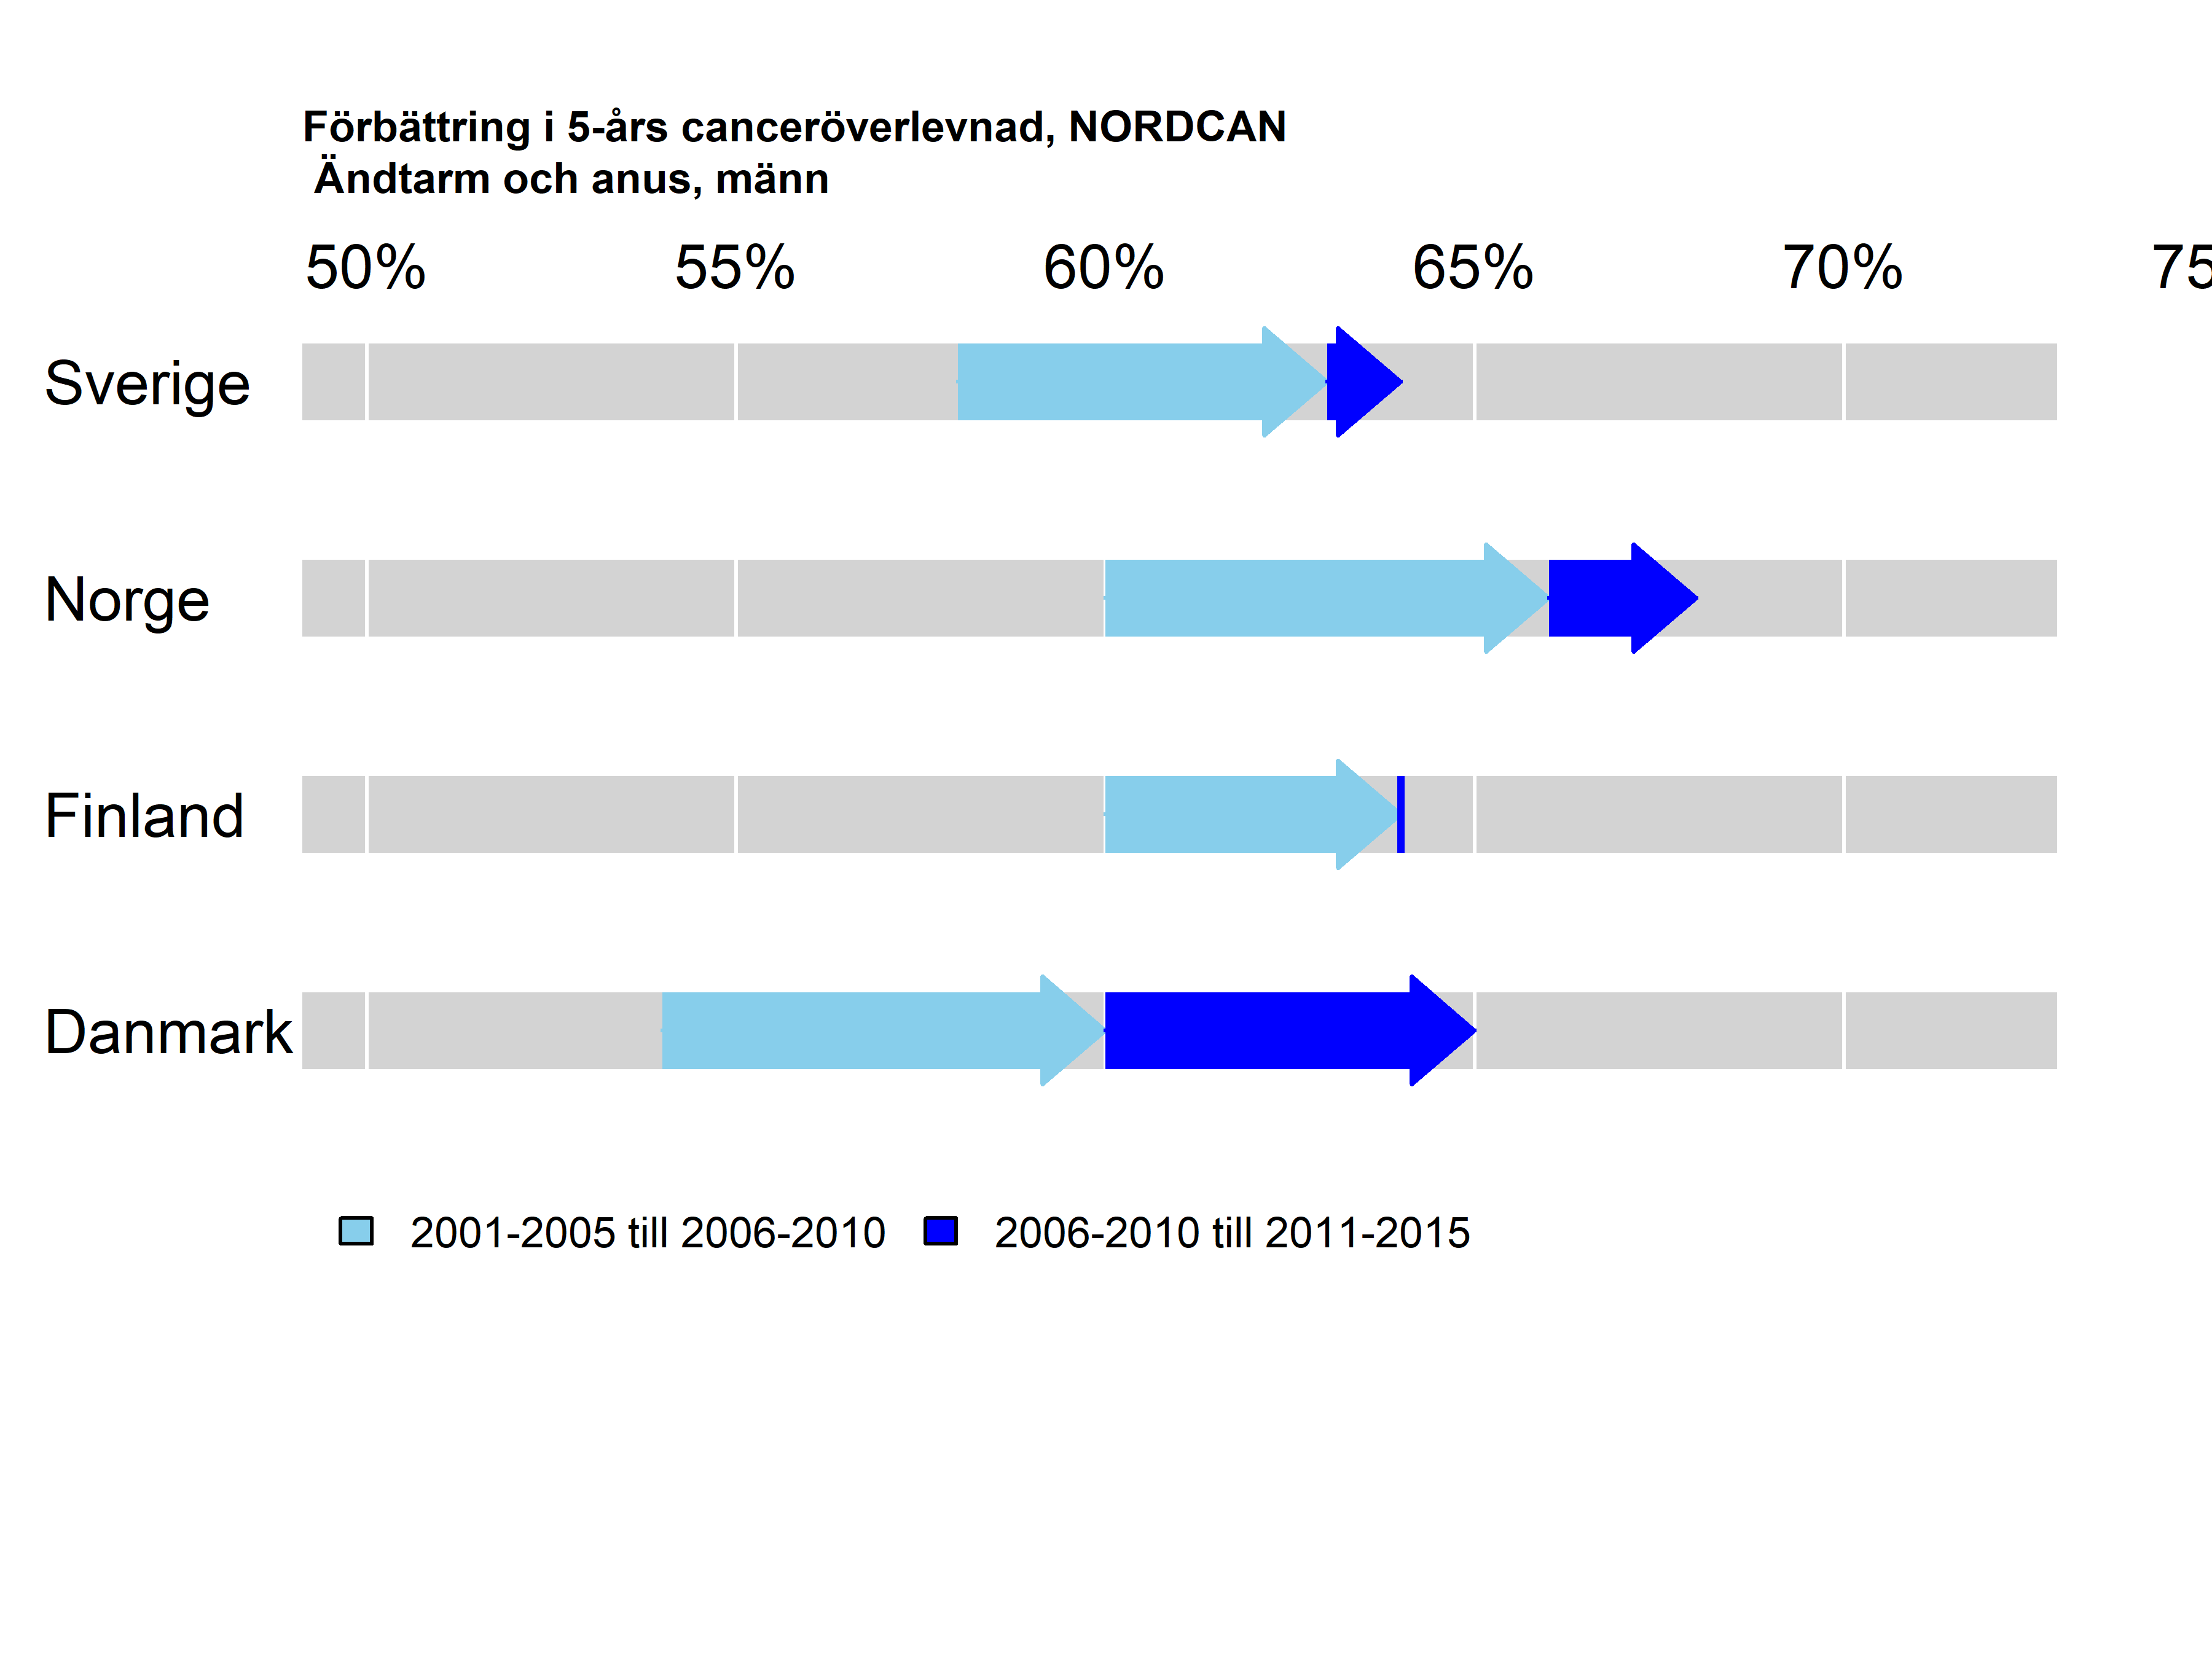 Förbättring i 5-års canceröverlevnad, NORDCAN
Ändtarm och anus, männ
50% 55% 60% 65% 70% 75
Sverige
Norge
Finland
Danmark
2001-2005 till 2006-2010 2006-2010 till 2011-2015